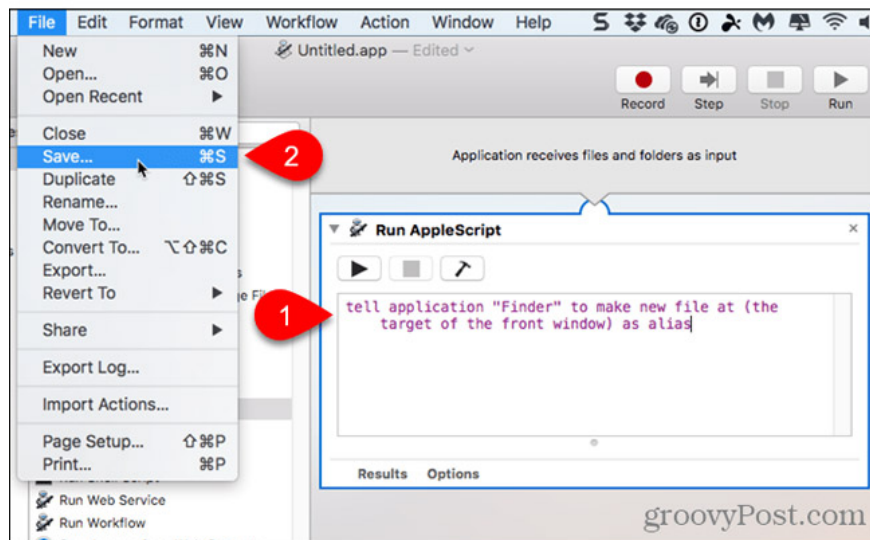 File Edit Format View Workflow Action Window Help
Untitled.app — Edited
New ⌘N
Open... ⌘O
Open Recent ▶
Close ⌘W
Save... ⌘S
Duplicate ⇧⌘S
Rename...
Move To...
Convert To... ⌥⇧⌘C
Export...
Revert To ▶
Share ▶
Export Log...
Import Actions...
Page Setup... ⇧⌘P
Print... ⌘P
Run Web Service
Run Workflow
2
1
Record Step Stop Run
Application receives files and folders as input
Run AppleScript
tell application "Finder" to make new file at (the
target of the front window) as alias
Results Options
groovyPost.com